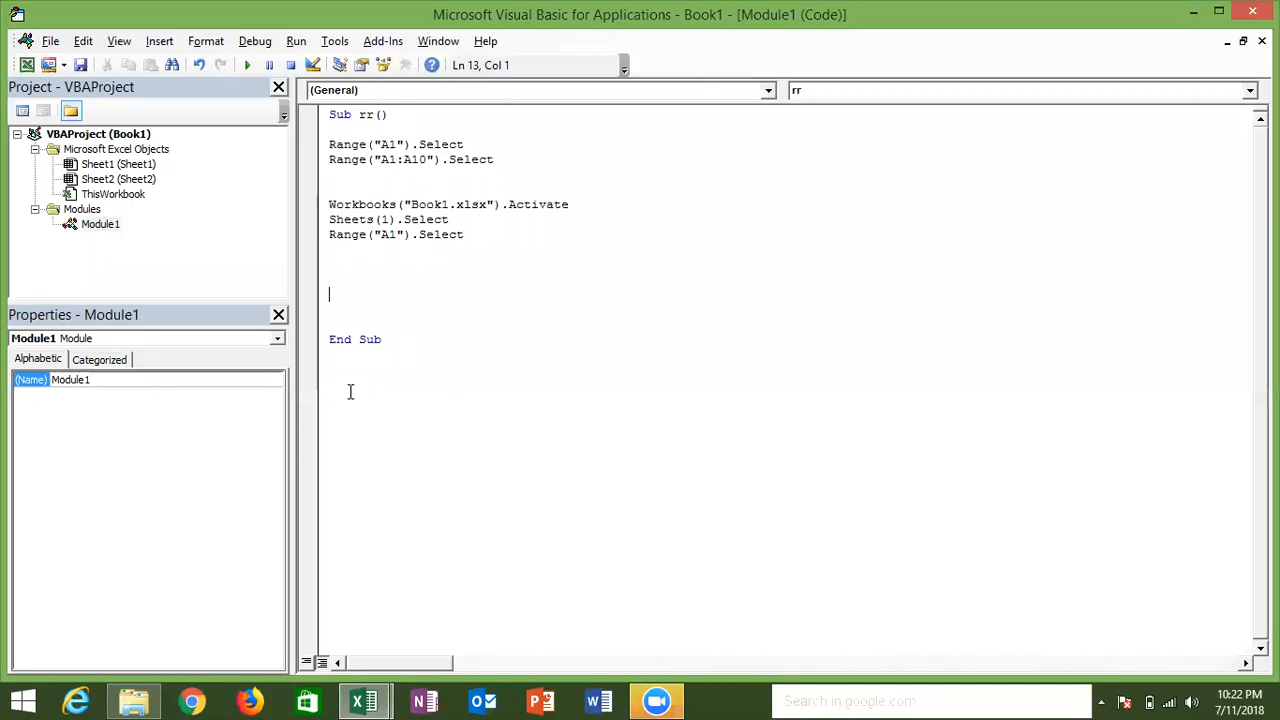 Microsoft Visual Basic for Applications - Book1 - [Module1 (Code)]
File Edit View Insert Format Debug Run Tools Add-Ins Window Help
Ln 13, Col 1
Project - VBAProject
(General)
rr
VBAProject (Book1)
Microsoft Excel Objects
Sheet1 (Sheet1)
Sheet2 (Sheet2)
ThisWorkbook
Modules
Module1
Sub rr()
Range("A1").Select
Range("A1:A10").Select
Workbooks("Book1.xlsx").Activate
Sheets(1).Select
Range("A1").Select
End Sub
Properties - Module1
Module1 Module
Alphabetic Categorized
(Name) Module1
Search in google.com
10:22 PM
7/11/2018